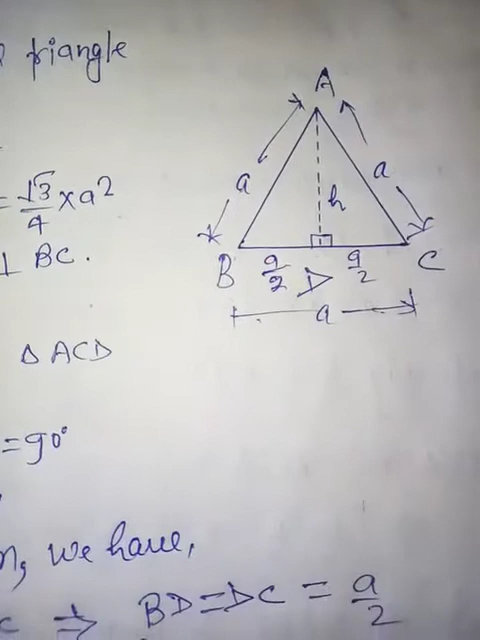 triangle
A
= √3/4 × a²
a
a
h
⊥ BC.
B a/2 D a/2 C
a
Δ ACD
= 90°
we have,
⇒ BD = DC = a/2